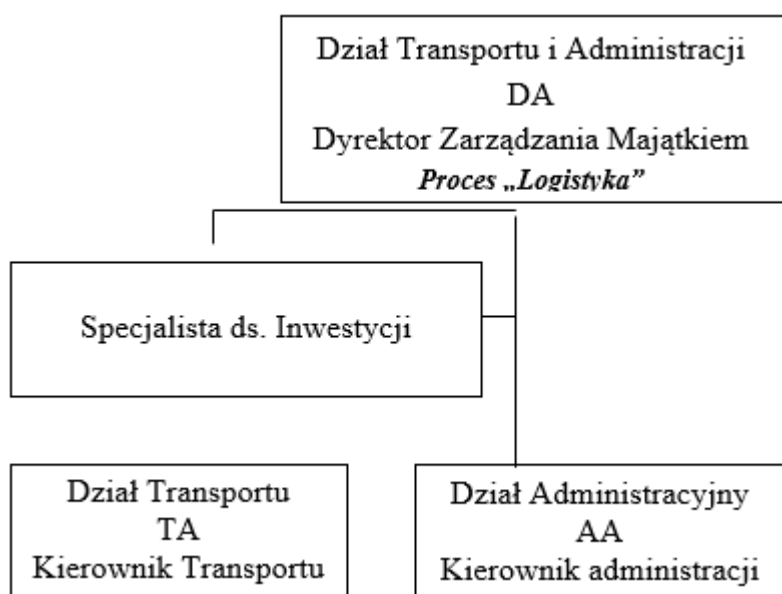 Dział Transportu i Administracji
DA
Dyrektor Zarządzania Majątkiem
Proces „Logistyka”
Specjalista ds. Inwestycji
Dział Transportu
TA
Kierownik Transportu
Dział Administracyjny
AA
Kierownik administracji